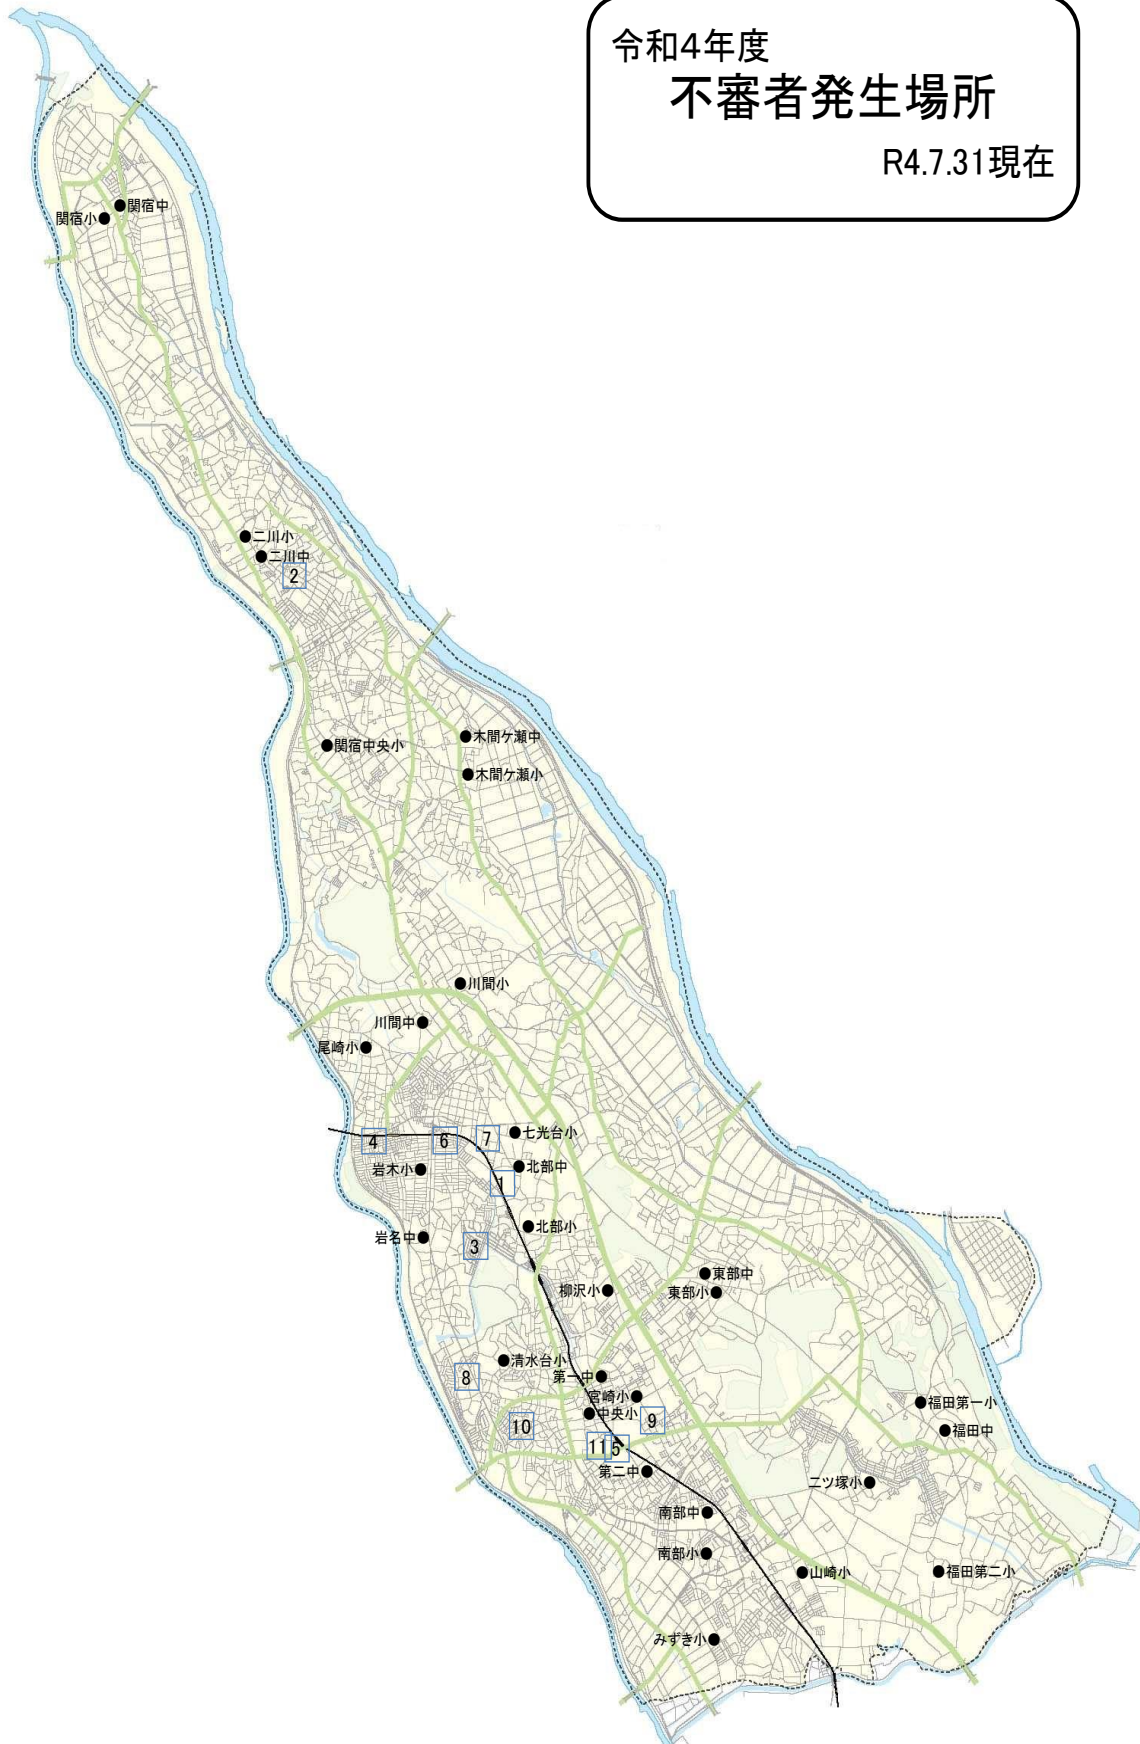 令和4年度
不審者発生場所
R4.7.31現在
関宿中
関宿小
二川小
二川中
2
木間ケ瀬中
関宿中央小
木間ケ瀬小
川間小
川間中
尾崎小
4
6
7
七光台小
岩木小
北部中
1
北部小
岩名中
3
東部中
柳沢小
東部小
清水台小
8
第一中
宮崎小
福田第一小
中央小
9
10
福田中
11
5
第二中
二ツ塚小
南部中
南部小
山崎小
福田第二小
みずき小